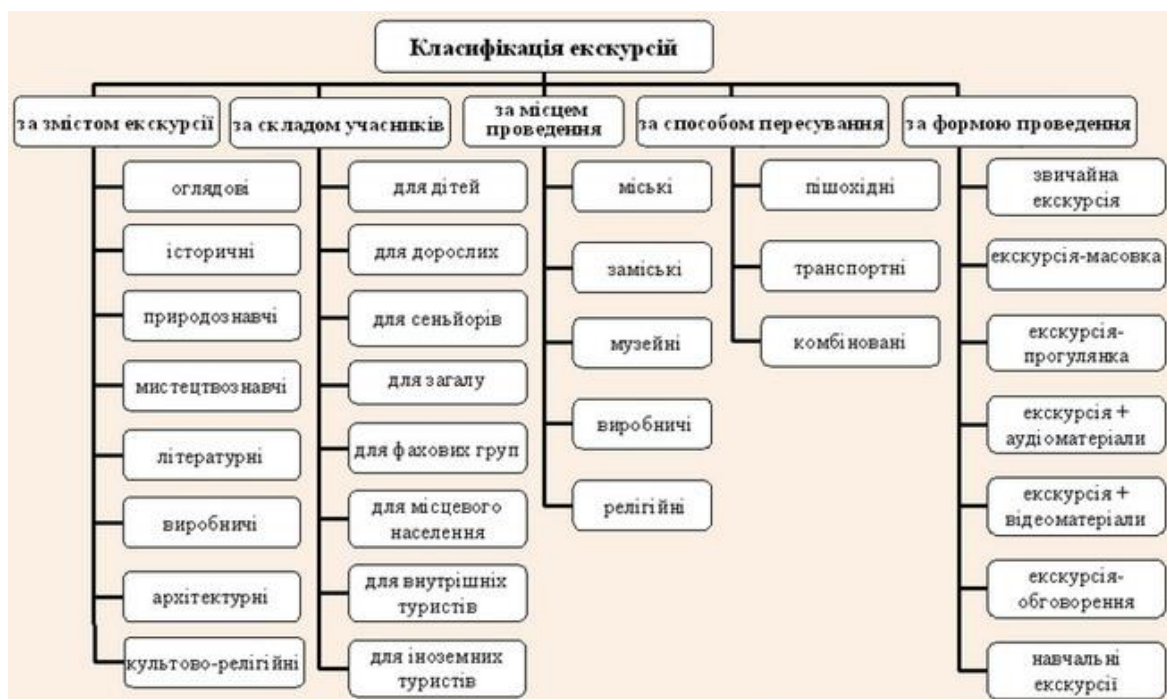 Класифікація екскурсій
за змістом екскурсії
оглядові
історичні
природознавчі
мистецтвознавчі
літературні
виробничі
архітектурні
культово-релігійні
за складом учасників
для дітей
для дорослих
для сеньйорів
для загалу
для фахових груп
для місцевого
населення
для внутрішніх
туристів
для іноземних
туристів
за місцем
проведення
міські
заміські
музейні
виробничі
релігійні
за способом пересування
пішохідні
транспортні
комбіновані
за формою проведення
звичайна
екскурсія
екскурсія-масовка
екскурсія-
прогулянка
екскурсія +
аудіоматеріали
екскурсія +
відеоматеріали
екскурсія-
обговорення
навчальні
екскурсії